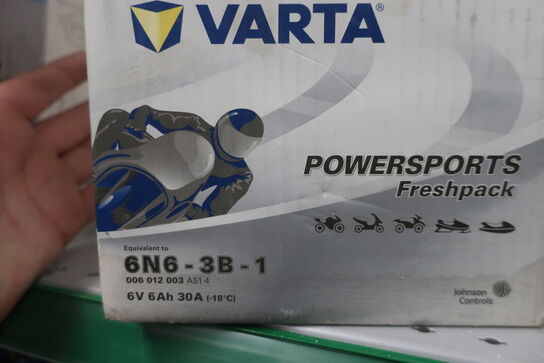 VARTA®
POWERSPORTS
Freshpack
Equivalent to
6N6-3B-1
006 012 003 A51 4
6V 6Ah 30A (-18°C)
Johnson
Controls